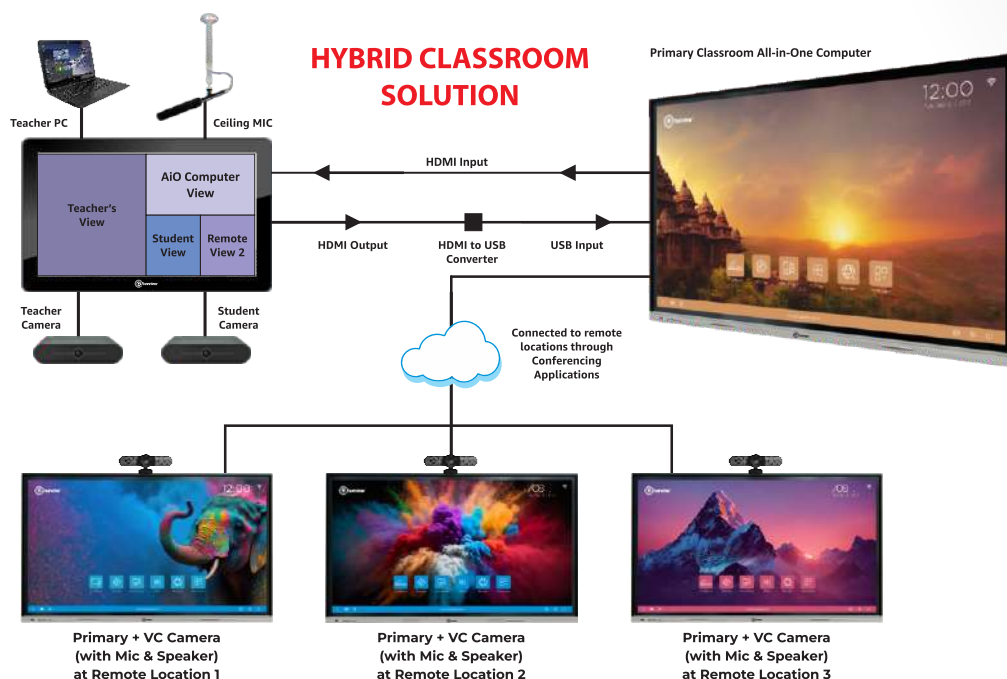 HYBRID CLASSROOM
SOLUTION
Primary Classroom All-in-One Computer
12:00
Teacher PC
Ceiling MIC
HDMI Input
AiO Computer
View
Teacher's
View
Student
View
Remote
View 2
HDMI Output
HDMI to USB
Converter
USB Input
Teacher
Camera
Student
Camera
Connected to remote
locations through
Conferencing
Applications
12:00
Primary + VC Camera
(with Mic & Speaker)
at Remote Location 1
Primary + VC Camera
(with Mic & Speaker)
at Remote Location 2
Primary + VC Camera
(with Mic & Speaker)
at Remote Location 3